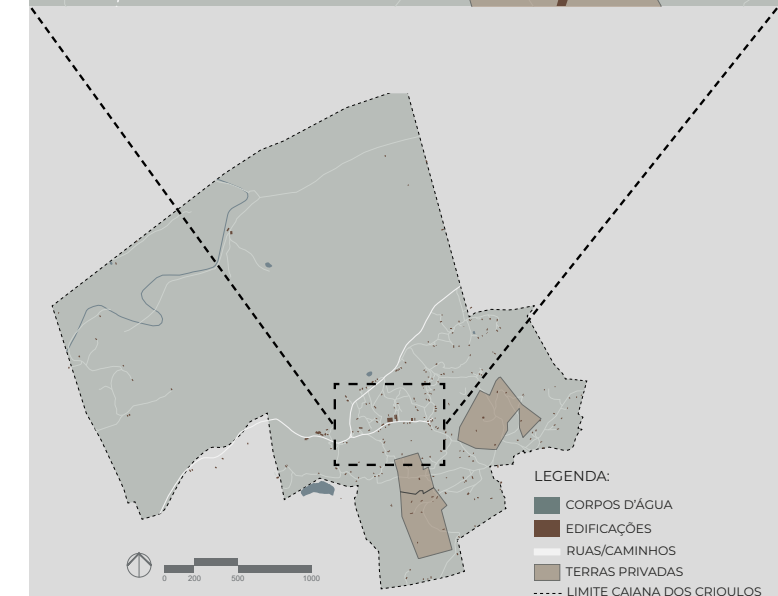 LEGENDA:
CORPOS D'ÁGUA
EDIFICAÇÕES
RUAS/CAMINHOS
TERRAS PRIVADAS
LIMITE CAIANA DOS CRIOULOS
0 200 500 1000